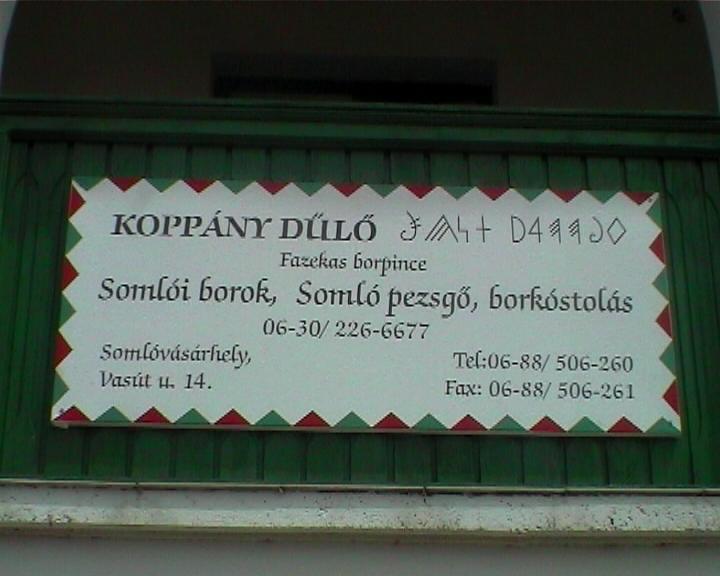 KOPPÁNY DŰLŐ
Fazekas borpince
Somlói borok, Somló pezsgő, borkóstolás
06-30/ 226-6677
Somlóvásárhely,
Vasút u. 14.
Tel:06-88/ 506-260
Fax: 06-88/ 506-261